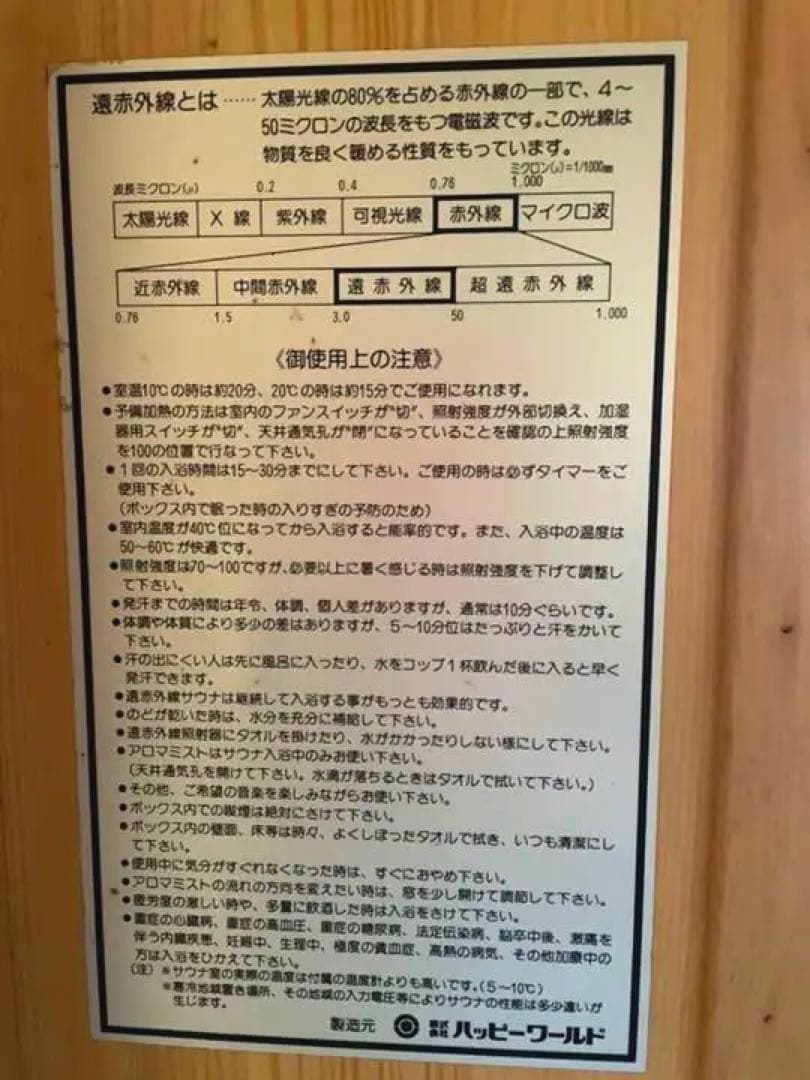 遠赤外線とは……太陽光線の80%を占める赤外線の一部で、4〜
50ミクロンの波長をもつ電磁波です。この光線は
物質を良く暖める性質をもっています。
ミクロン(μ)=1/1000mm
波長ミクロン(μ) 0.2 0.4 0.76 1.000
太陽光線 X線 紫外線 可視光線 赤外線 マイクロ波
近赤外線 中間赤外線 遠赤外線 超遠赤外線
0.76 1.5 3.0 50 1.000
《御使用上の注意》
●室温10℃の時は約20分、20℃の時は約15分でご使用になれます。
●予備加熱の方法は室内のファンスイッチが"切"、照射強度が外部切換え、加湿
器用スイッチが"切"、天井通気孔が"閉"になっていることを確認の上照射強度
を100の位置で行なって下さい。
●1回の入浴時間は15〜30分までにして下さい。ご使用の時は必ずタイマーをご
使用下さい。
(ボックス内で眠った時の入りすぎの予防のため)
●室内温度が40℃位になってから入浴すると能率的です。また、入浴中の温度は
50〜60℃が快適です。
●照射強度は70〜100ですが、必要以上に暑く感じる時は照射強度を下げて調整し
て下さい。
●発汗までの時間は年令、体調、個人差がありますが、通常は10分ぐらいです。
●体調や体質により多少の差はありますが、5〜10分位はたっぷりと汗をかいて
下さい。
●汗の出にくい人は先に風呂に入ったり、水をコップ1杯飲んだ後に入ると早く
発汗できます。
●遠赤外線サウナは継続して入浴する事がもっとも効果的です。
●のどが乾いた時は、水分を充分に補給して下さい。
●遠赤外線照射器にタオルを掛けたり、水がかかったりしない様にして下さい。
●アロマミストはサウナ入浴中のみお使い下さい。
(天井通気孔を開けて下さい。水滴が落ちるときはタオルで拭いて下さい。)
●その他、ご希望の音楽を楽しみながらお使い下さい。
●ボックス内での喫煙は絶対にさけて下さい。
●ボックス内の壁面、床等は時々、よくしぼったタオルで拭き、いつも清潔にし
て下さい。
●使用中に気分がすぐれなくなった時は、すぐにおやめ下さい。
●アロマミストの流れの方向を変えたい時は、窓を少し開けて調節して下さい。
●疲労度の激しい時や、多量に飲酒した時は入浴をさけて下さい。
●重症の心臓病、重症の高血圧、重症の糖尿病、法定伝染病、脳卒中後、激痛を
伴う内臓疾患、妊娠中、生理中、極度の貧血症、高熱の病気、その他加療中の
方は入浴をひかえて下さい。
(注) ＊サウナ室の実際の温度は付属の温度計よりも高いです。(5〜10℃)
＊寒冷地域置き場所、その地域の入力電圧等によりサウナの性能は多少違いが
生じます。
製造元 株式会社 ハッピーワールド